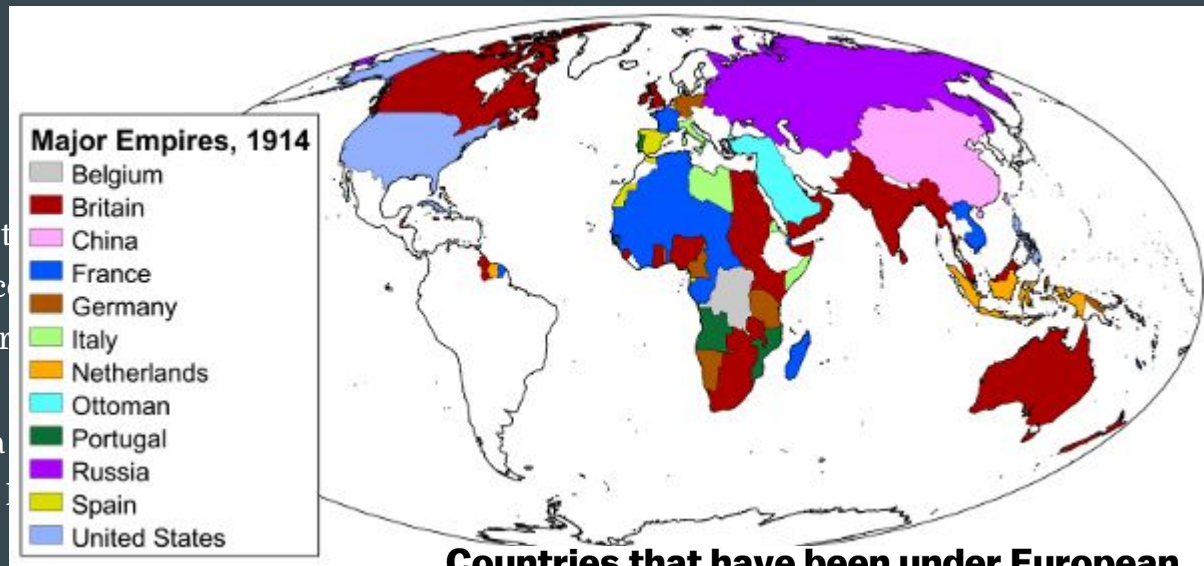 Major Empires, 1914
Belgium
Britain
China
France
Germany
Italy
Netherlands
Ottoman
Portugal
Russia
Spain
United States
Countries that have been under European